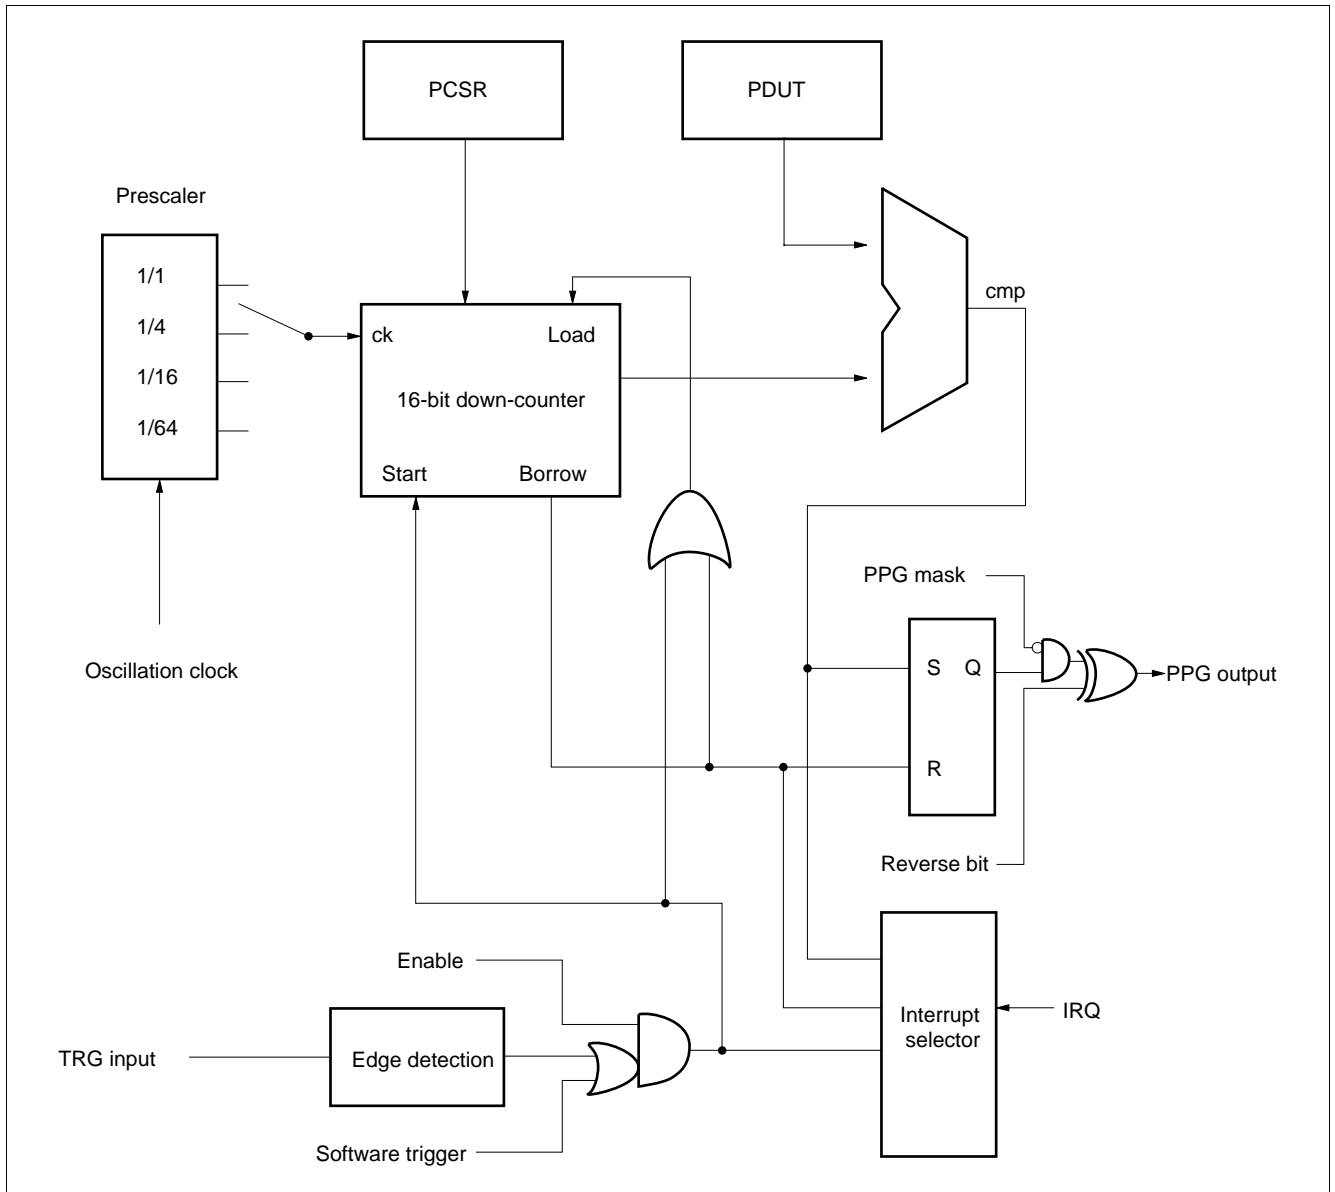 PCSR
PDUT
Prescaler
1/1
1/4
1/16
1/64
ck
Load
16-bit down-counter
Start
Borrow
cmp
Oscillation clock
PPG mask
S
Q
R
PPG output
Reverse bit
Enable
TRG input
Edge detection
Software trigger
Interrupt
selector
IRQ